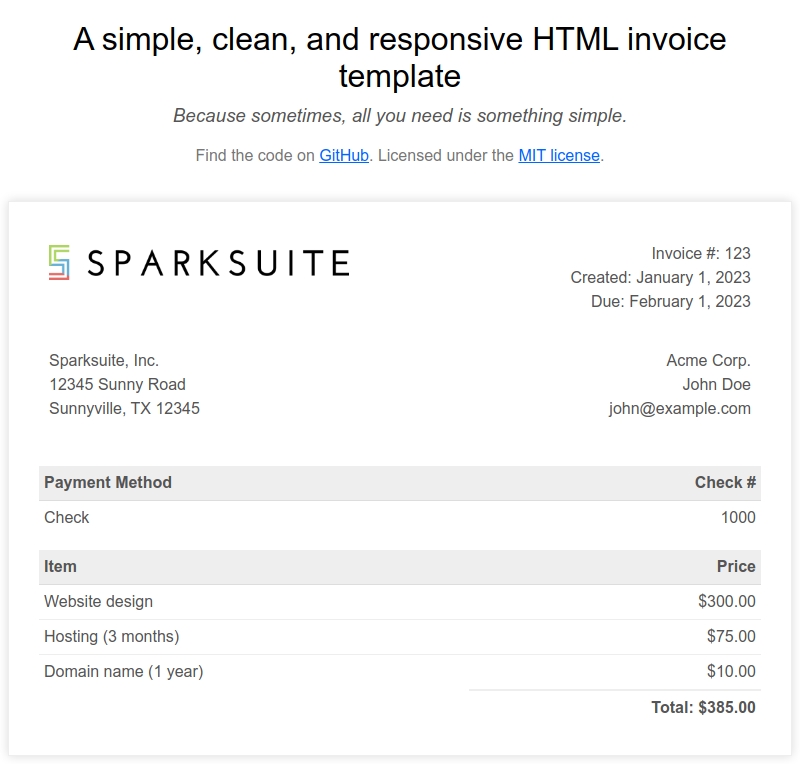 A simple, clean, and responsive HTML invoice
template
Because sometimes, all you need is something simple.
Find the code on GitHub. Licensed under the MIT license.
SPARKSUITE
Invoice #: 123
Created: January 1, 2023
Due: February 1, 2023
Sparksuite, Inc.
12345 Sunny Road
Sunnyville, TX 12345
Acme Corp.
John Doe
john@example.com
Payment Method Check #
Check 1000
Item Price
Website design $300.00
Hosting (3 months) $75.00
Domain name (1 year) $10.00
Total: $385.00